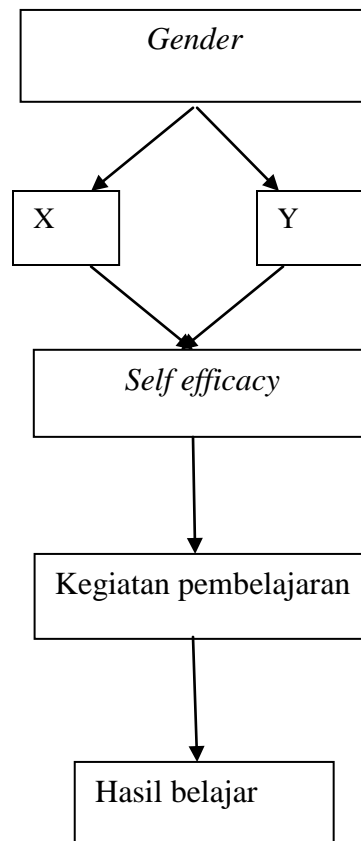 Gender
X
Y
Self efficacy
Kegiatan pembelajaran
Hasil belajar